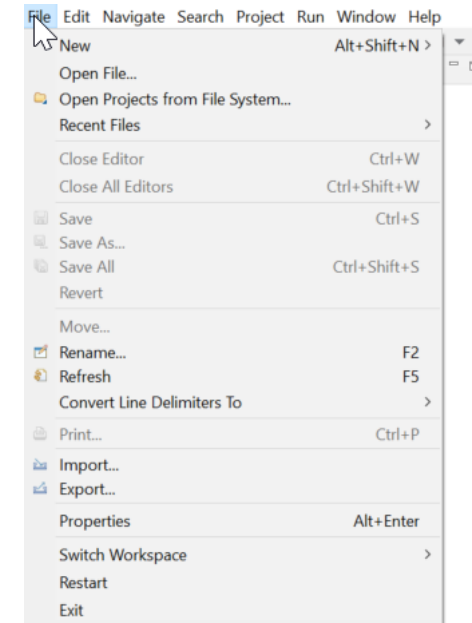 File Edit Navigate Search Project Run Window Help
New Alt+Shift+N >
Open File...
Open Projects from File System...
Recent Files >
Close Editor Ctrl+W
Close All Editors Ctrl+Shift+W
Save Ctrl+S
Save As...
Save All Ctrl+Shift+S
Revert
Move...
Rename... F2
Refresh F5
Convert Line Delimiters To >
Print... Ctrl+P
Import...
Export...
Properties Alt+Enter
Switch Workspace >
Restart
Exit